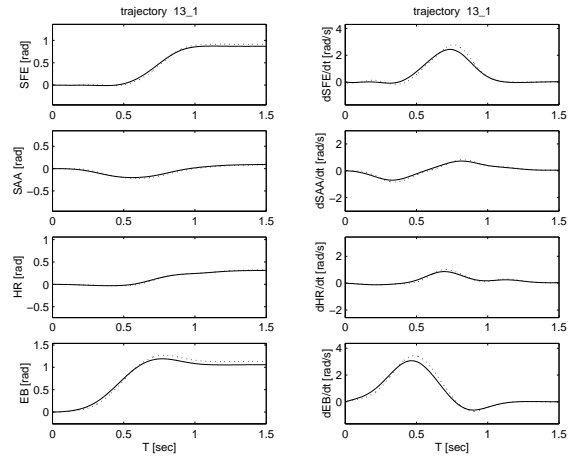 trajectory 13_1
SFE [rad]
1
0.5
0
0 0.5 1 1.5
SAA [rad]
0.5
0
−0.5
0 0.5 1 1.5
HR [rad]
1
0.5
0
−0.5
0 0.5 1 1.5
EB [rad]
1.5
1
0.5
0
0 0.5 1 1.5
T [sec]
trajectory 13_1
dSFE/dt [rad/s]
4
2
0
0 0.5 1 1.5
dSAA/dt [rad/s]
2
0
−2
0 0.5 1 1.5
dHR/dt [rad/s]
2
0
−2
0 0.5 1 1.5
dEB/dt [rad/s]
4
2
0
0 0.5 1 1.5
T [sec]